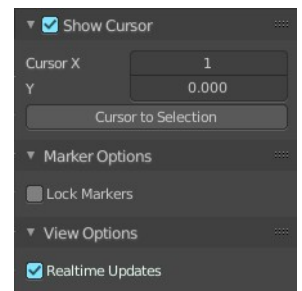 Show Cursor
Cursor X 1
Y 0.000
Cursor to Selection
Marker Options
Lock Markers
View Options
Realtime Updates